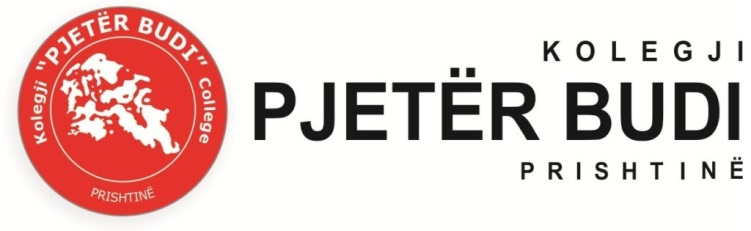 Kolegji "PJETËR BUDI" College
PRISHTINË
KOLEGJI
PJETËR BUDI
PRISHTINË